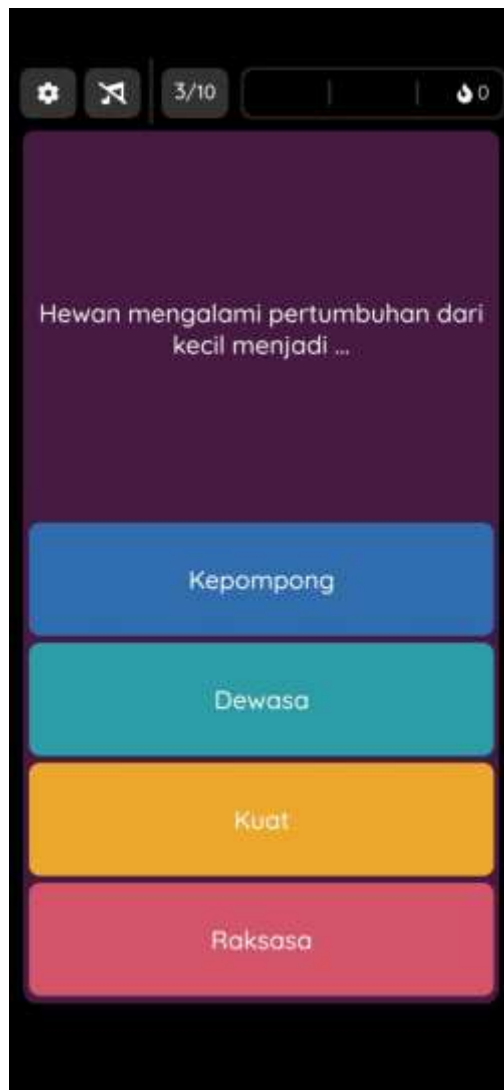 3/10
0
Hewan mengalami pertumbuhan dari
kecil menjadi ...
Kepompong
Dewasa
Kuat
Raksasa